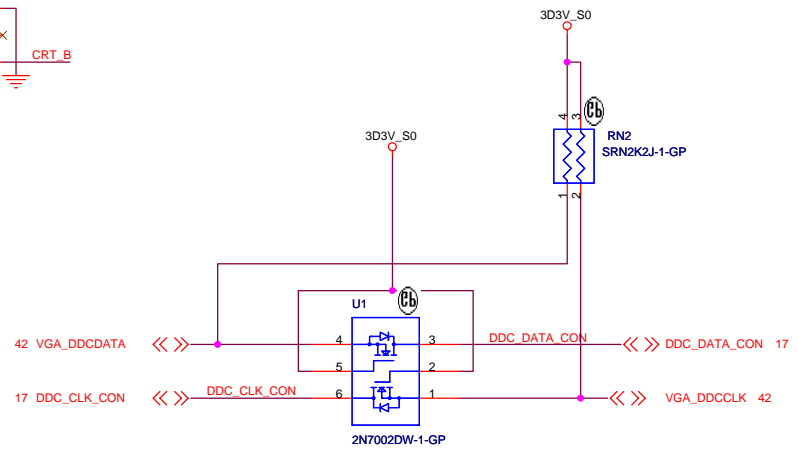 3D3V_S0
CRT_B
4 3
RN2
SRN2K2J-1-GP
3D3V_S0
1 2
U1
42 VGA_DDCDATA
4
3
DDC_DATA_CON
DDC_DATA_CON 17
5
2
17 DDC_CLK_CON
DDC_CLK_CON
6
1
VGA_DDCCLK 42
2N7002DW-1-GP